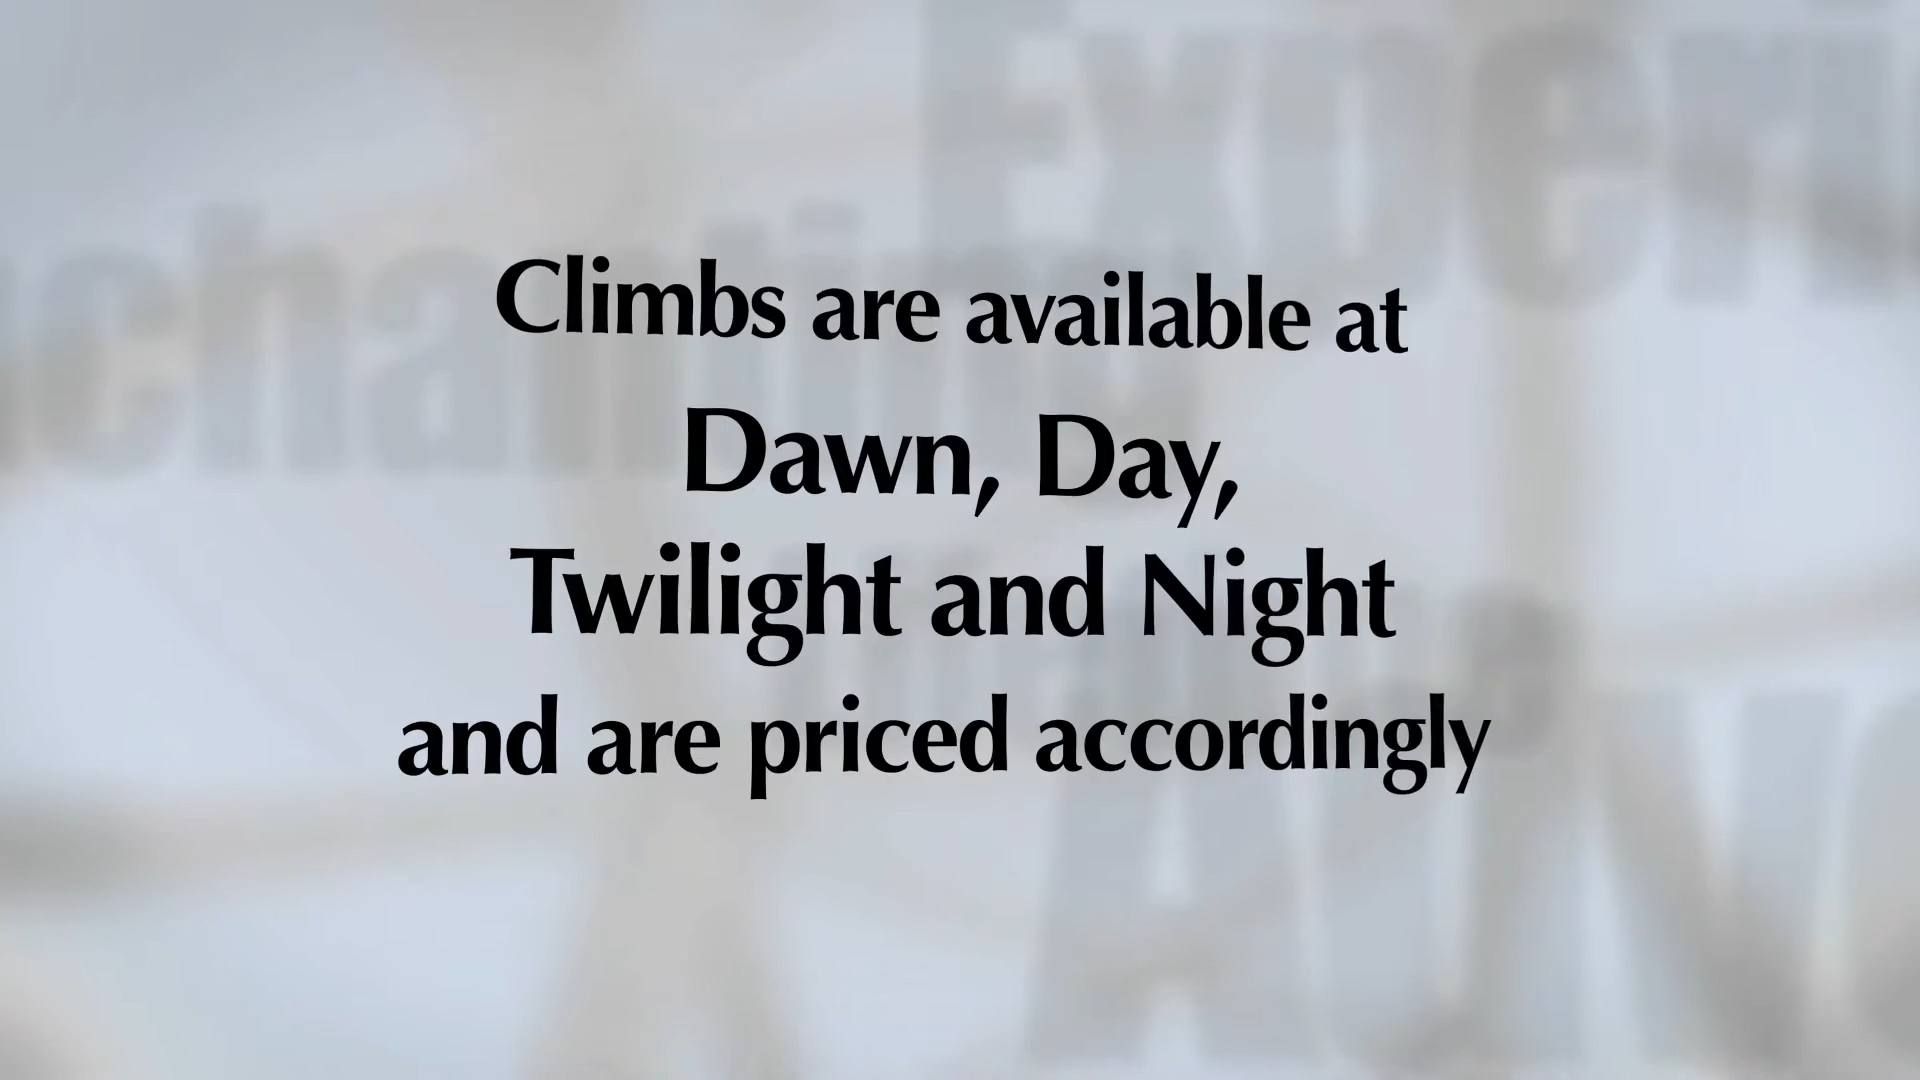 Climbs are available at
Dawn, Day,
Twilight and Night
and are priced accordingly